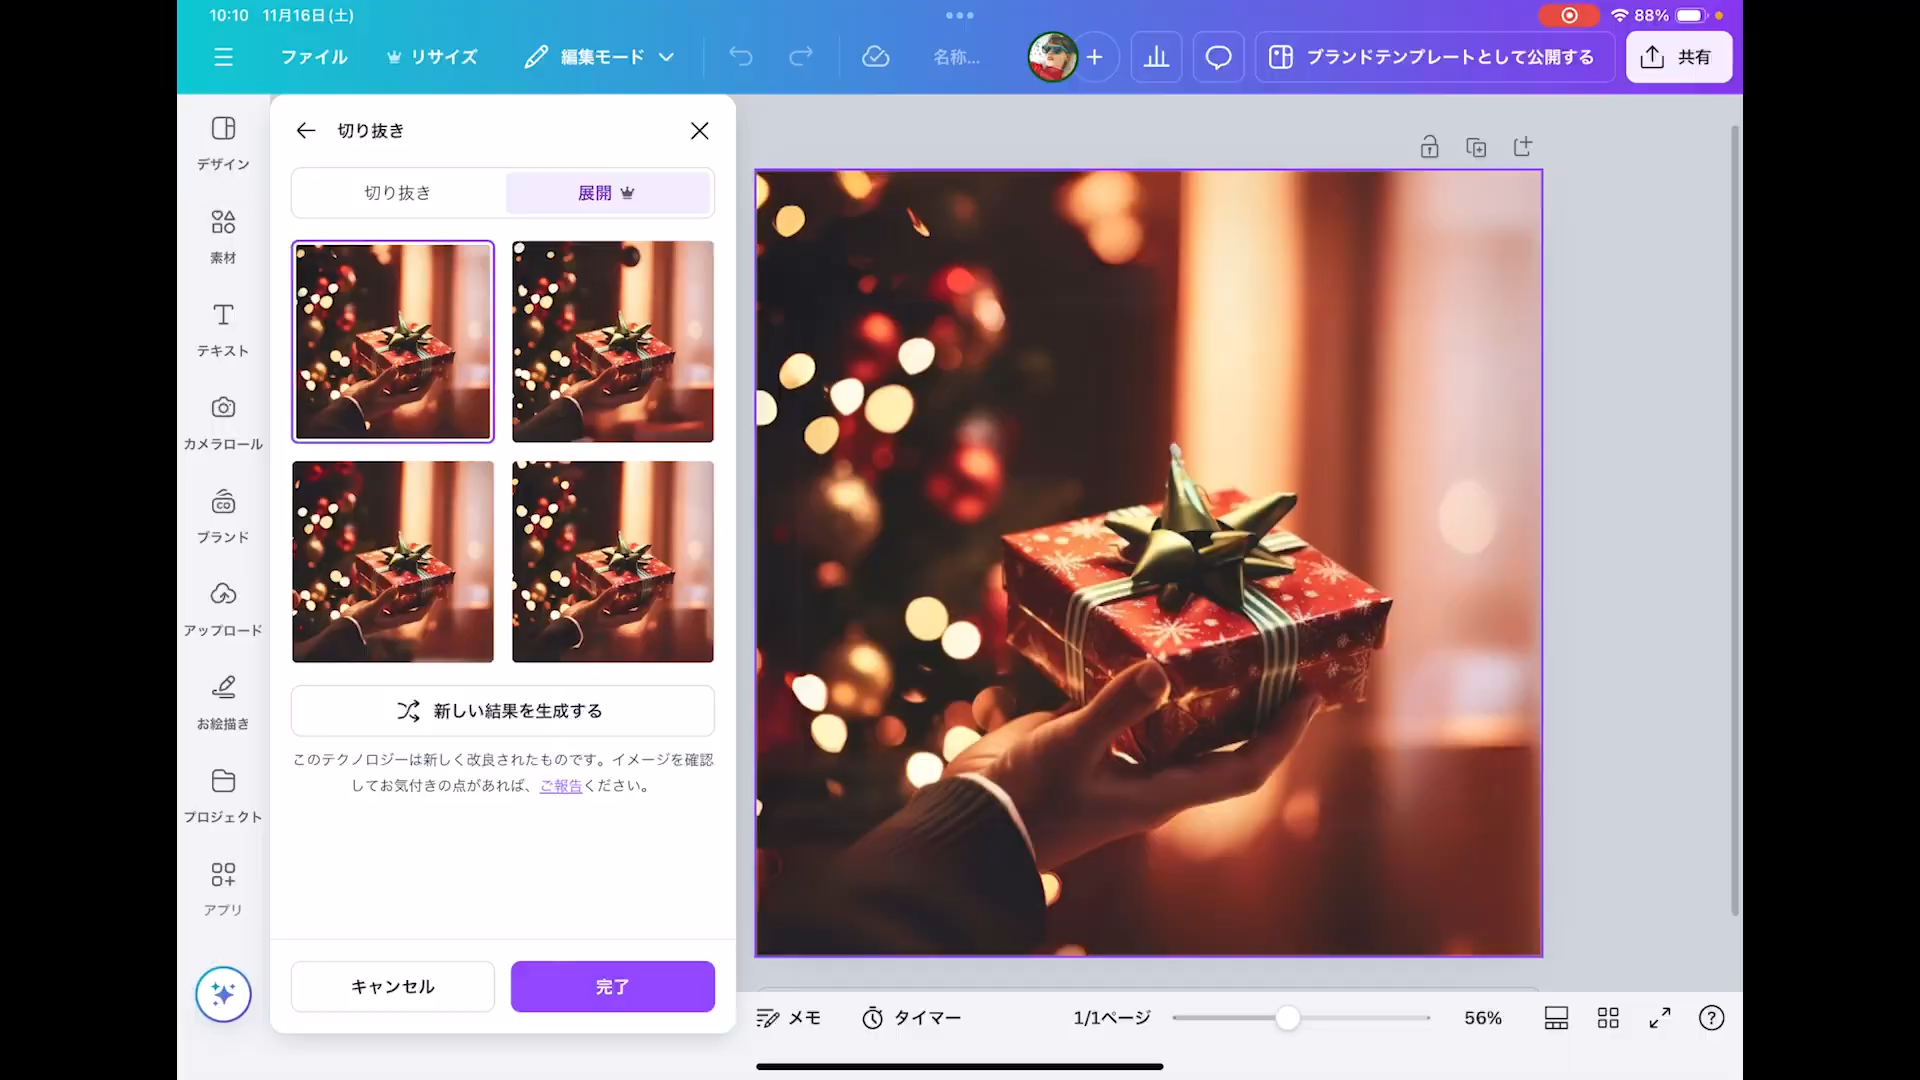 10:10 11月16日(土)
88%
ファイル
リサイズ
編集モード
名称...
ブランドテンプレートとして公開する
共有
デザイン
素材
テキスト
カメラロール
ブランド
アップロード
お絵描き
プロジェクト
アプリ
切り抜き
切り抜き
展開
新しい結果を生成する
このテクノロジーは新しく改良されたものです。イメージを確認
してお気付きの点があれば、ご報告ください。
キャンセル
完了
メモ
タイマー
1/1ページ
56%